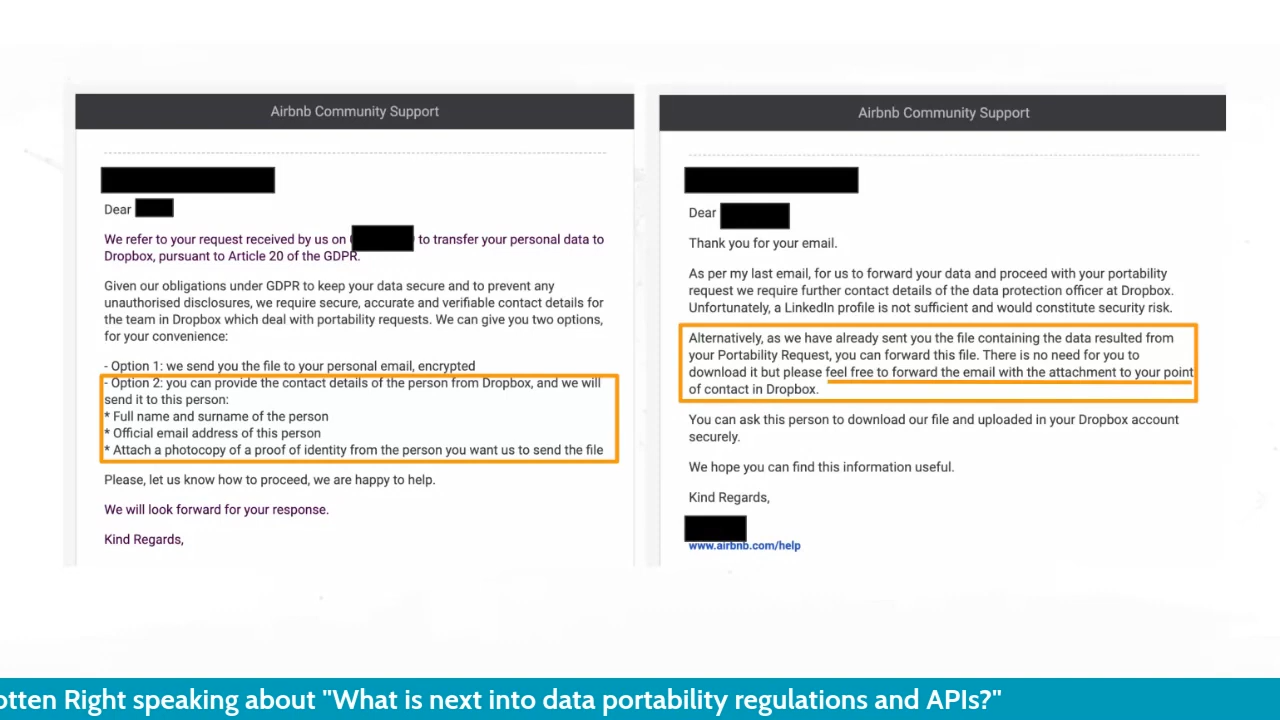 Airbnb Community Support
Dear
We refer to your request received by us on to transfer your personal data to
Dropbox, pursuant to Article 20 of the GDPR.
Given our obligations under GDPR to keep your data secure and to prevent any
unauthorised disclosures, we require secure, accurate and verifiable contact details for
the team in Dropbox which deal with portability requests. We can give you two options,
for your convenience:
- Option 1: we send you the file to your personal email, encrypted
- Option 2: you can provide the contact details of the person from Dropbox, and we will
send it to this person:
* Full name and surname of the person
* Official email address of this person
* Attach a photocopy of a proof of identity from the person you want us to send the file
Please, let us know how to proceed, we are happy to help.
We will look forward for your response.
Kind Regards,
Airbnb Community Support
Dear
Thank you for your email.
As per my last email, for us to forward your data and proceed with your portability
request we require further contact details of the data protection officer at Dropbox.
Unfortunately, a LinkedIn profile is not sufficient and would constitute security risk.
Alternatively, as we have already sent you the file containing the data resulted from
your Portability Request, you can forward this file. There is no need for you to
download it but please feel free to forward the email with the attachment to your point
of contact in Dropbox.
You can ask this person to download our file and uploaded in your Dropbox account
securely.
We hope you can find this information useful.
Kind Regards,
www.airbnb.com/help
otten Right speaking about "What is next into data portability regulations and APIs?"